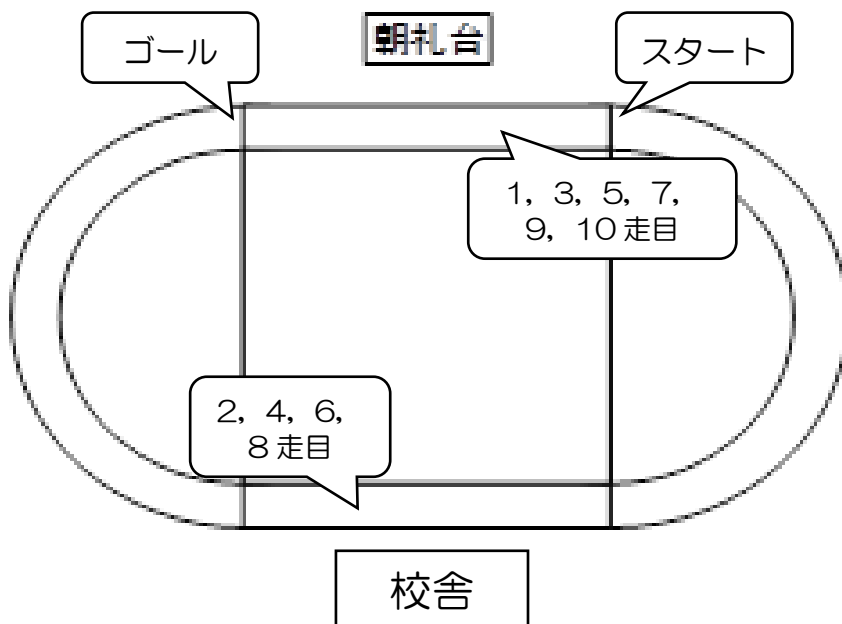 朝礼台
ゴール
スタート
１，３，５，７，
９，１０走目
２，４，６，
８走目
校舎